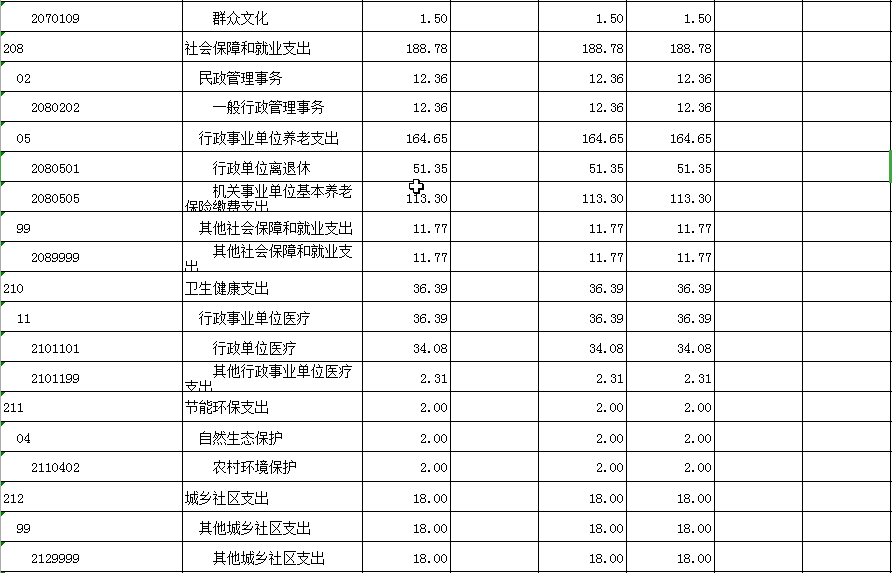 2070109 群众文化 1.50 1.50 1.50
208 社会保障和就业支出 188.78 188.78 188.78
02 民政管理事务 12.36 12.36 12.36
2080202 一般行政管理事务 12.36 12.36 12.36
05 行政事业单位养老支出 164.65 164.65 164.65
2080501 行政单位离退休 51.35 51.35 51.35
2080505 机关事业单位基本养老 113.30 113.30 113.30
保险缴费支出
99 其他社会保障和就业支出 11.77 11.77 11.77
2089999 其他社会保障和就业支 11.77 11.77 11.77
出
210 卫生健康支出 36.39 36.39 36.39
11 行政事业单位医疗 36.39 36.39 36.39
2101101 行政单位医疗 34.08 34.08 34.08
2101199 其他行政事业单位医疗 2.31 2.31 2.31
支出
211 节能环保支出 2.00 2.00 2.00
04 自然生态保护 2.00 2.00 2.00
2110402 农村环境保护 2.00 2.00 2.00
212 城乡社区支出 18.00 18.00 18.00
99 其他城乡社区支出 18.00 18.00 18.00
2129999 其他城乡社区支出 18.00 18.00 18.00